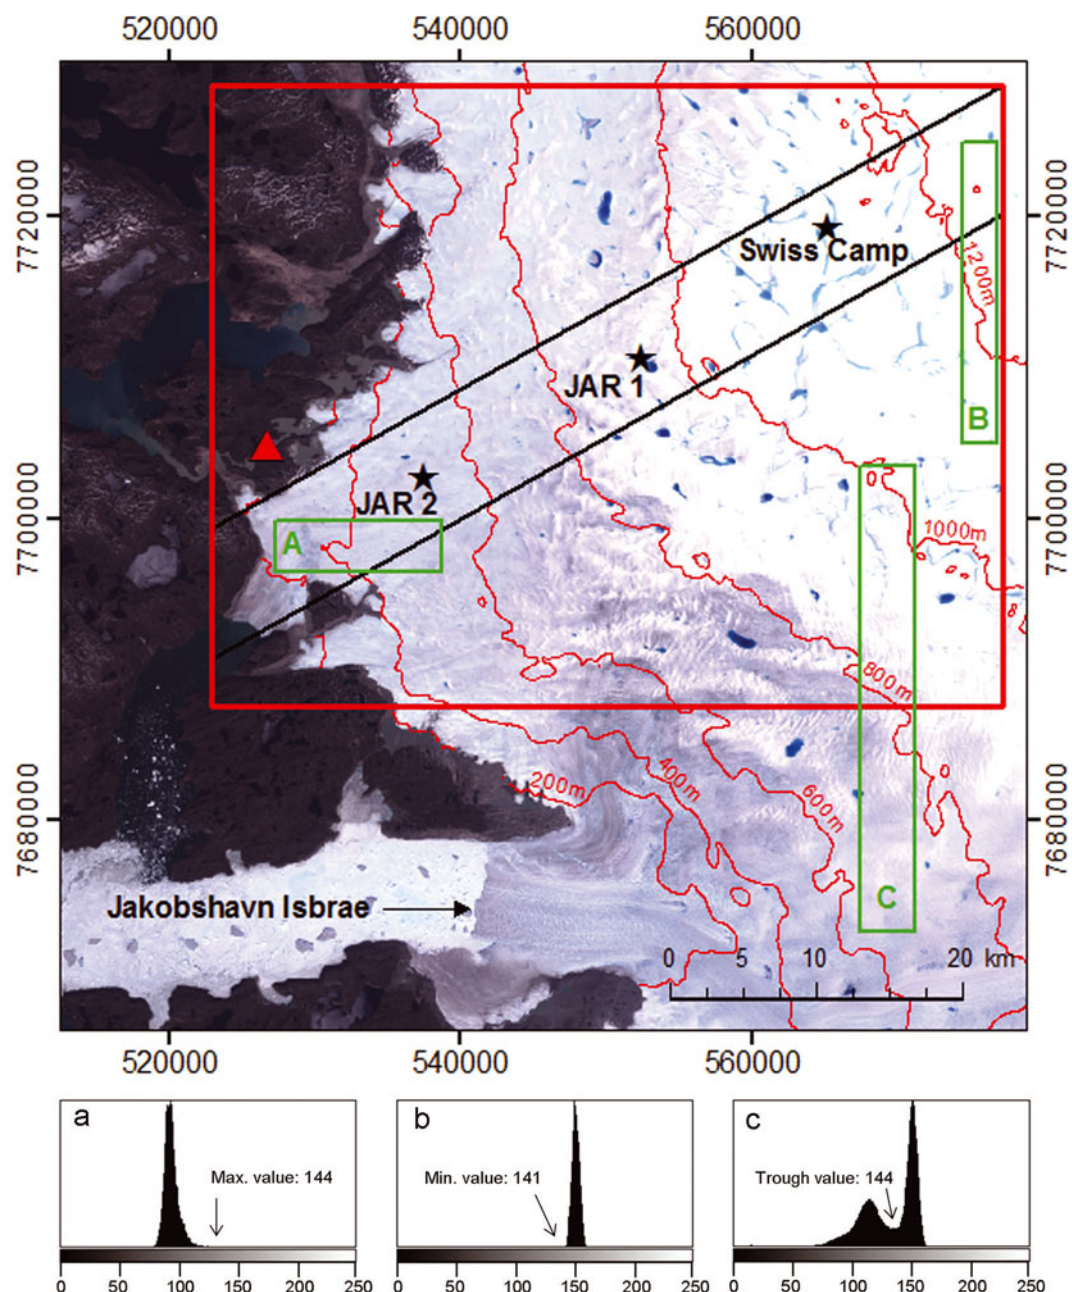 520000 540000 560000
7720000
7700000
7680000
7720000
7700000
7680000
Swiss Camp
1200m
JAR 1
B
JAR 2
A
1000m
800m
200m
400m
600m
C
Jakobshavn Isbrae
0 5 10 20 km
520000 540000 560000
a
Max. value: 144
0 50 100 150 200 250
b
Min. value: 141
0 50 100 150 200 250
c
Trough value: 144
0 50 100 150 200 250